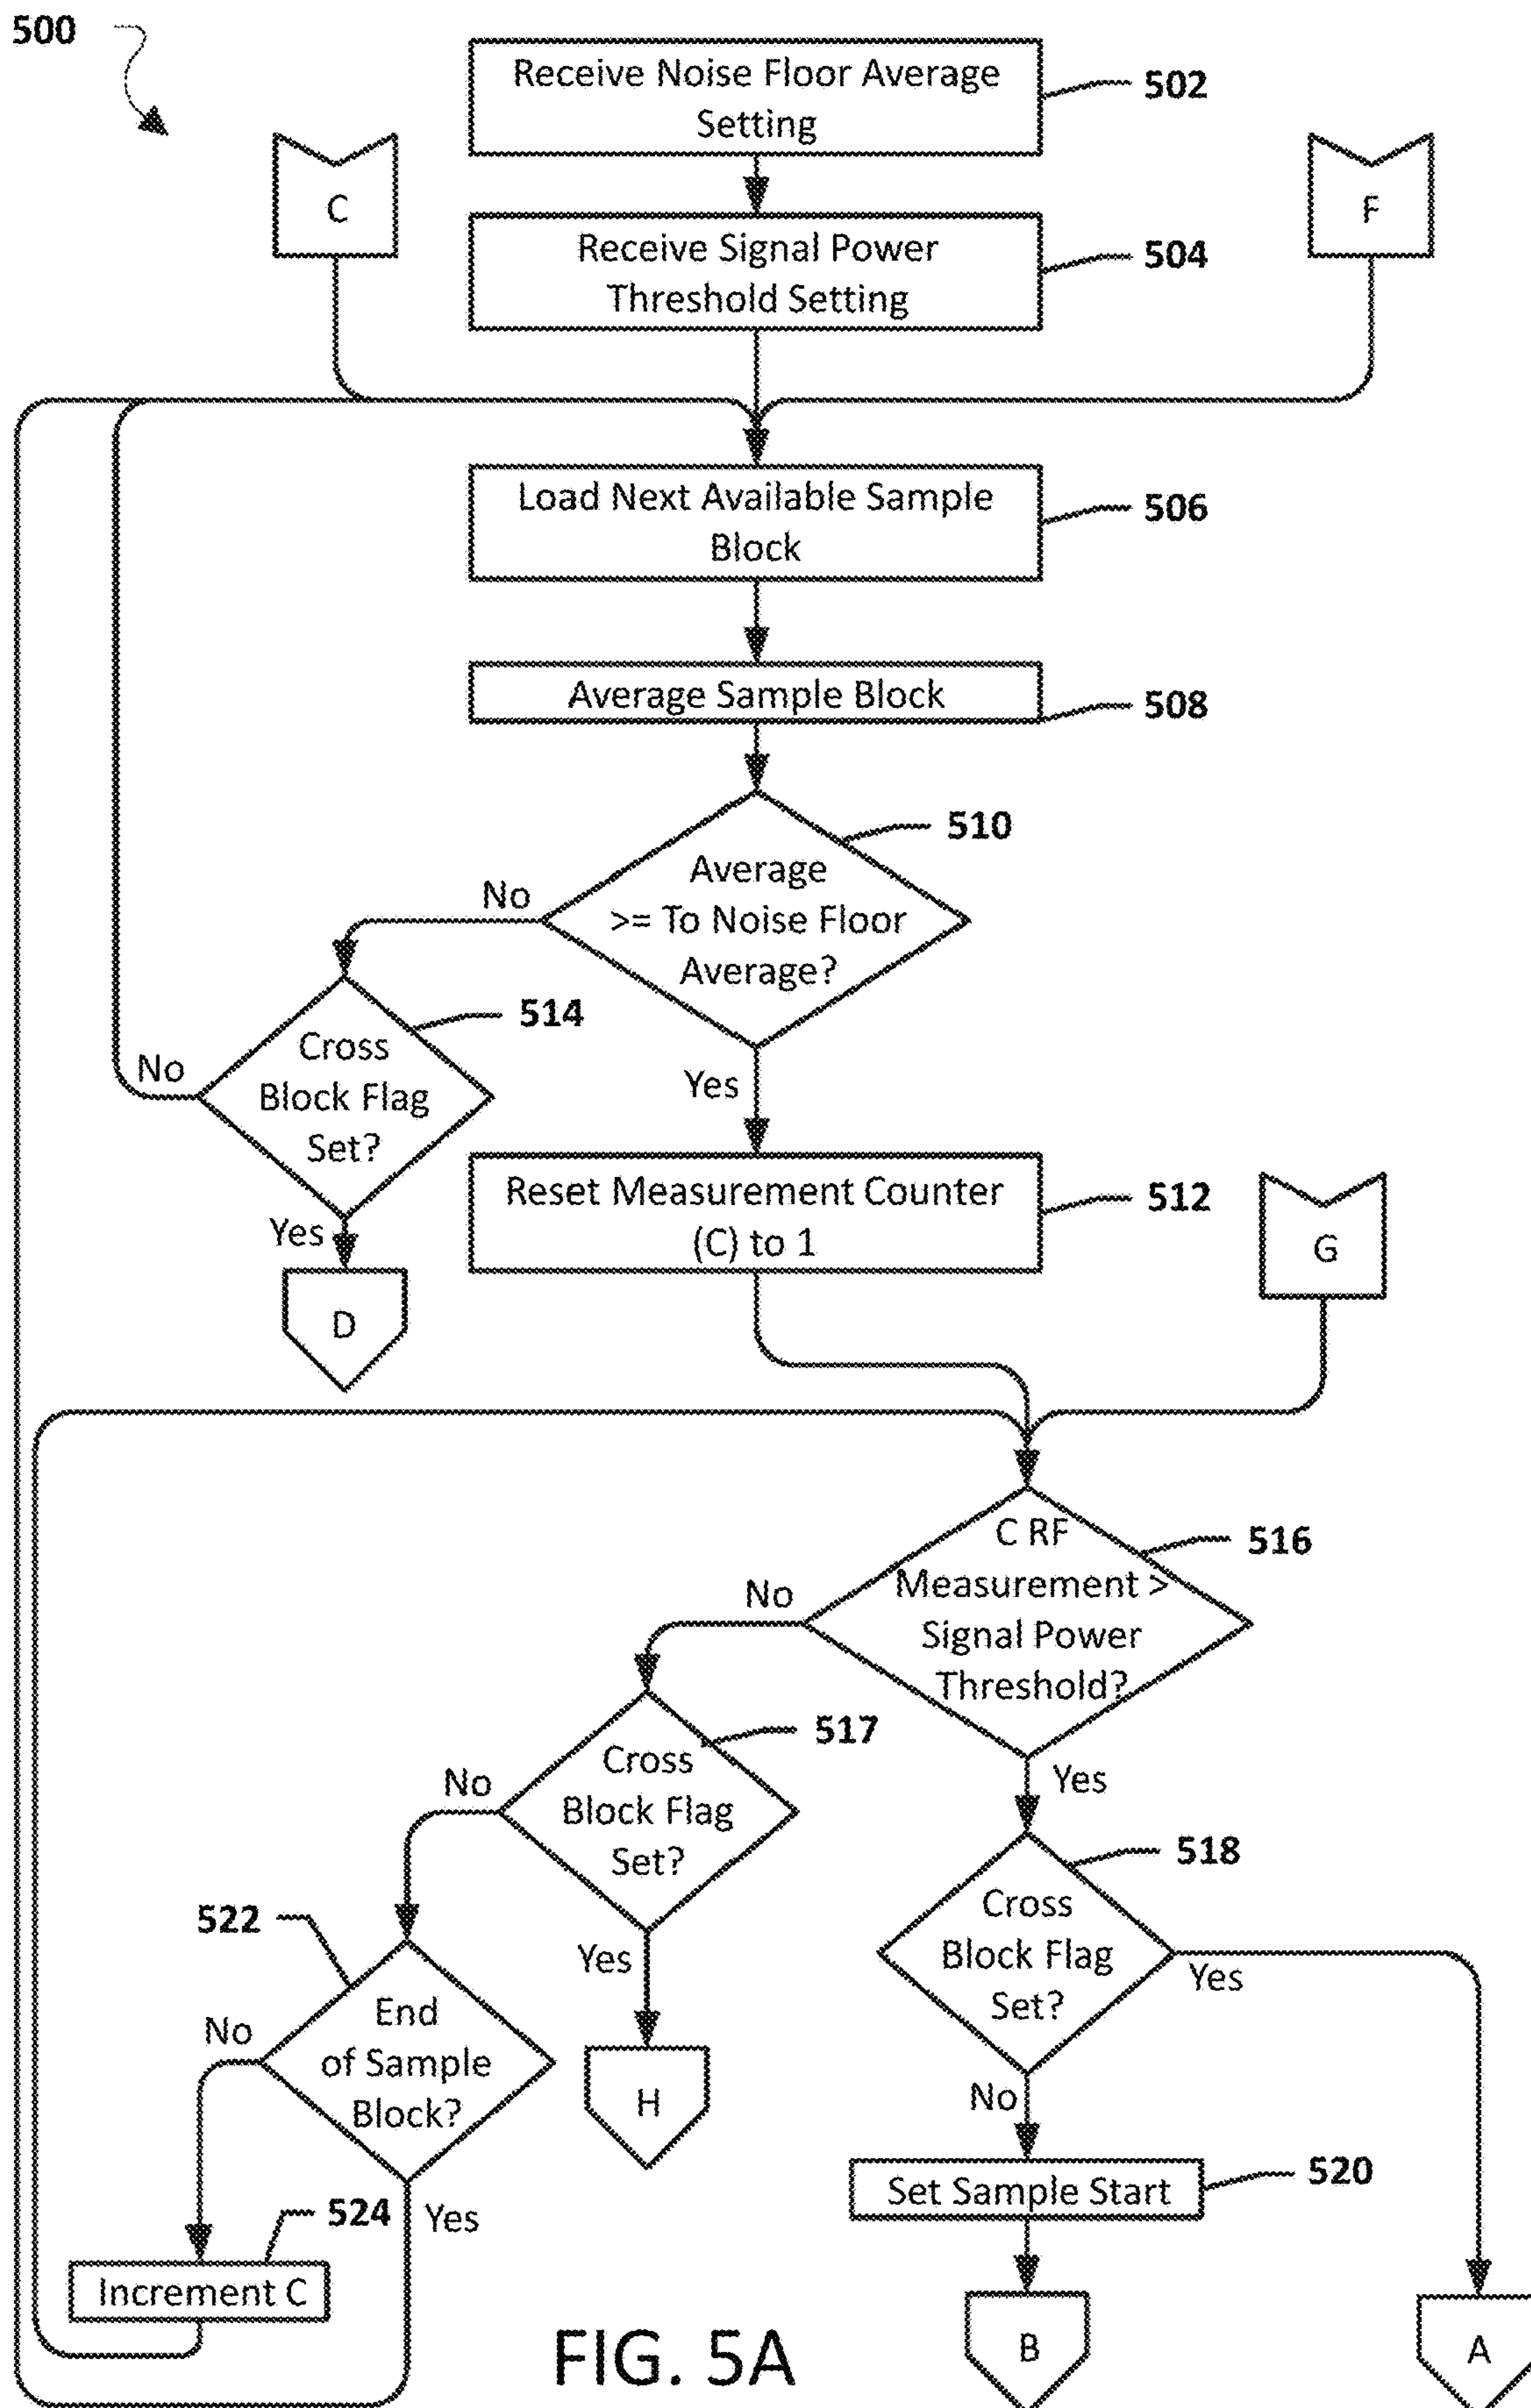 500
Receive Noise Floor Average
Setting
502
C
F
Receive Signal Power
Threshold Setting
504
Load Next Available Sample
Block
506
Average Sample Block
508
510
Average
>= To Noise Floor
Average?
No
514
Cross
Block Flag
Set?
No
Yes
Yes
D
Reset Measurement Counter
(C) to 1
512
G
C RF
Measurement >
Signal Power
Threshold?
516
No
Yes
517
Cross
Block Flag
Set?
No
Yes
H
518
Cross
Block Flag
Set?
Yes
No
522
End
of Sample
Block?
No
Yes
524
Increment C
Set Sample Start
520
B
A
FIG. 5A